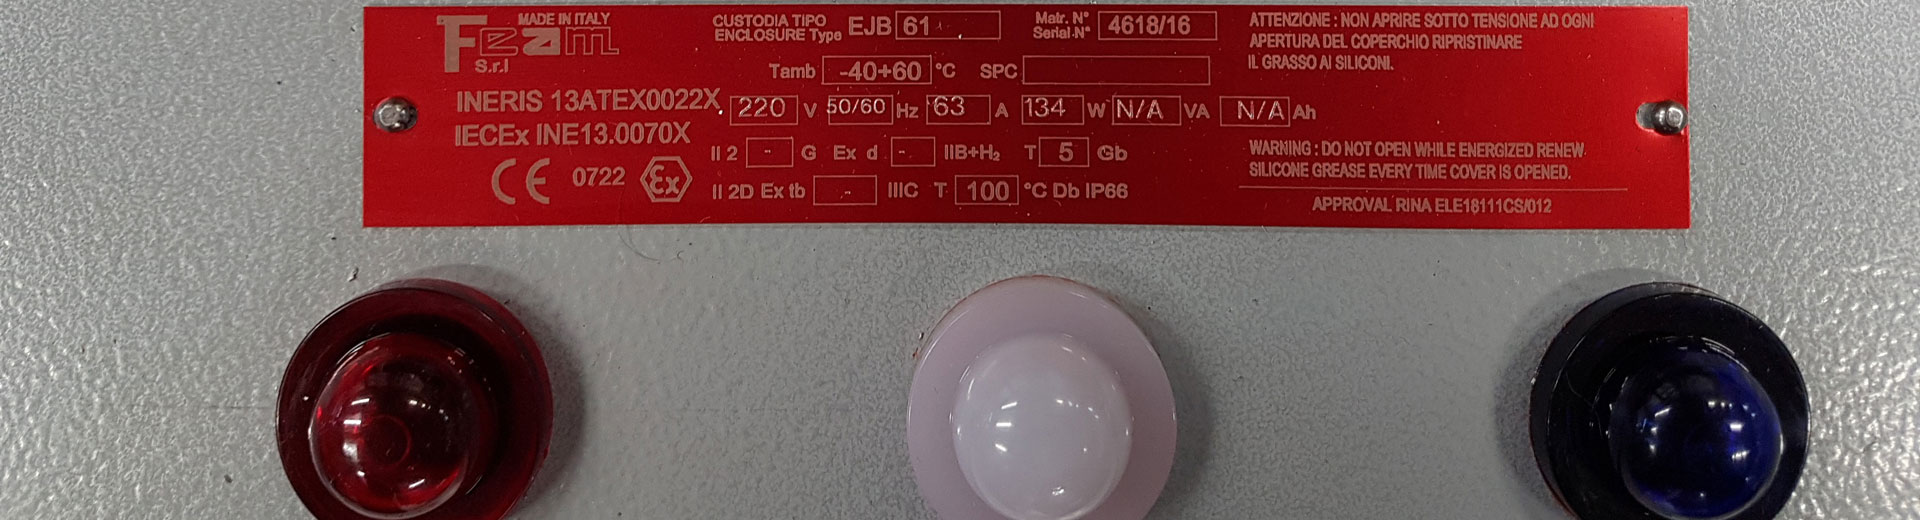 MADE IN ITALY
Feam
S.r.l
INERIS 13ATEX0022X
IECEx INE13.0070X
CE 0722 Ex
CUSTODIA TIPO
ENCLOSURE Type EJB 61
Matr. N°
Serial N° 4618/16
Tamb -40+60 °C SPC
220 V 50/60 Hz 63 A 134 W N/A VA N/A Ah
II 2 - G Ex d - IIB+H₂ T 5 Gb
II 2D Ex tb - IIIC T 100 °C Db IP66
ATTENZIONE : NON APRIRE SOTTO TENSIONE AD OGNI
APERTURA DEL COPERCHIO RIPRISTINARE
IL GRASSO AI SILICONI.
WARNING : DO NOT OPEN WHILE ENERGIZED RENEW
SILICONE GREASE EVERY TIME COVER IS OPENED.
APPROVAL RINA ELE18111CS/012